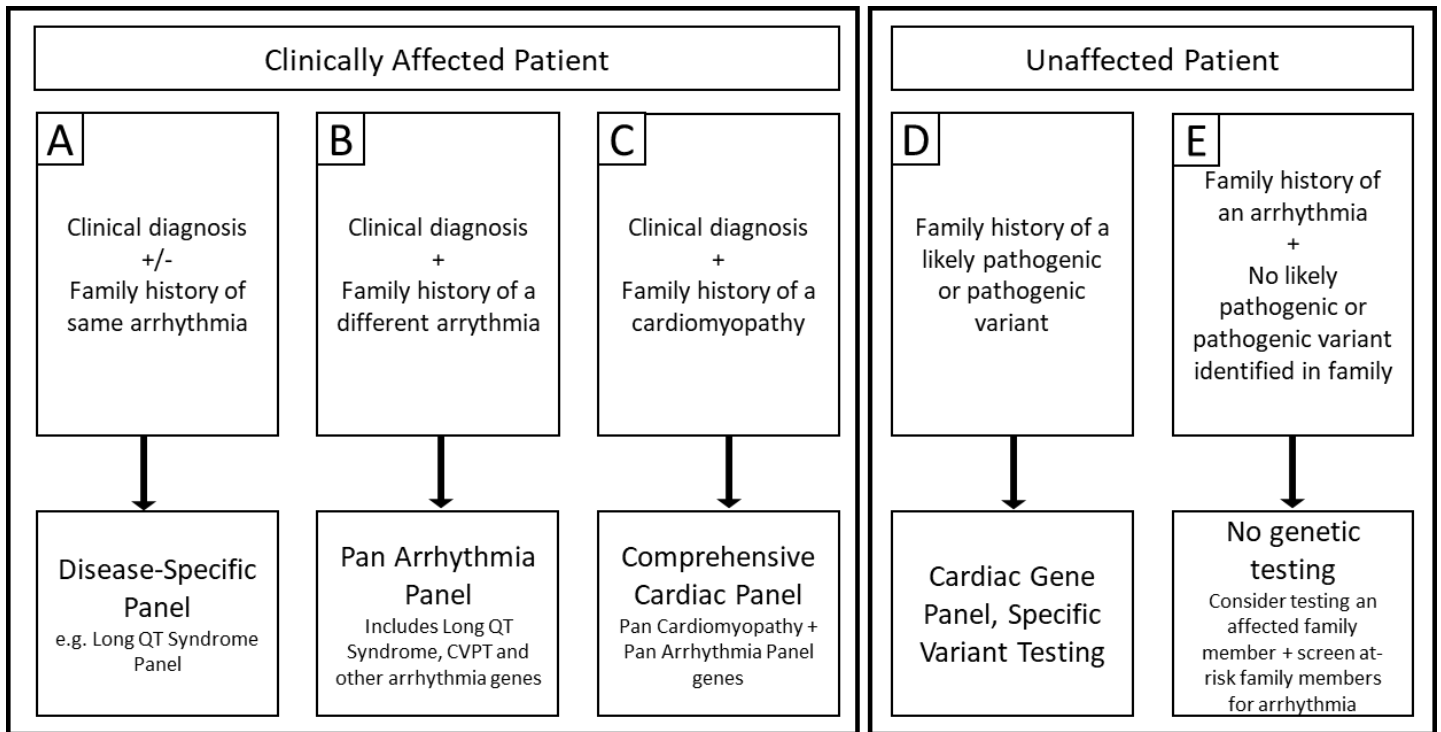 Clinically Affected Patient
A
Clinical diagnosis
+/-
Family history of
same arrhythmia
Disease-Specific
Panel
e.g. Long QT Syndrome
Panel
B
Clinical diagnosis
+
Family history of a
different arrythmia
Pan Arrhythmia
Panel
Includes Long QT
Syndrome, CVPT and
other arrhythmia genes
C
Clinical diagnosis
+
Family history of a
cardiomyopathy
Comprehensive
Cardiac Panel
Pan Cardiomyopathy +
Pan Arrhythmia Panel
genes
Unaffected Patient
D
Family history of a
likely pathogenic
or pathogenic
variant
Cardiac Gene
Panel, Specific
Variant Testing
E
Family history of
an arrhythmia
+
No likely
pathogenic or
pathogenic variant
identified in family
No genetic
testing
Consider testing an
affected family
member + screen at-
risk family members
for arrhythmia